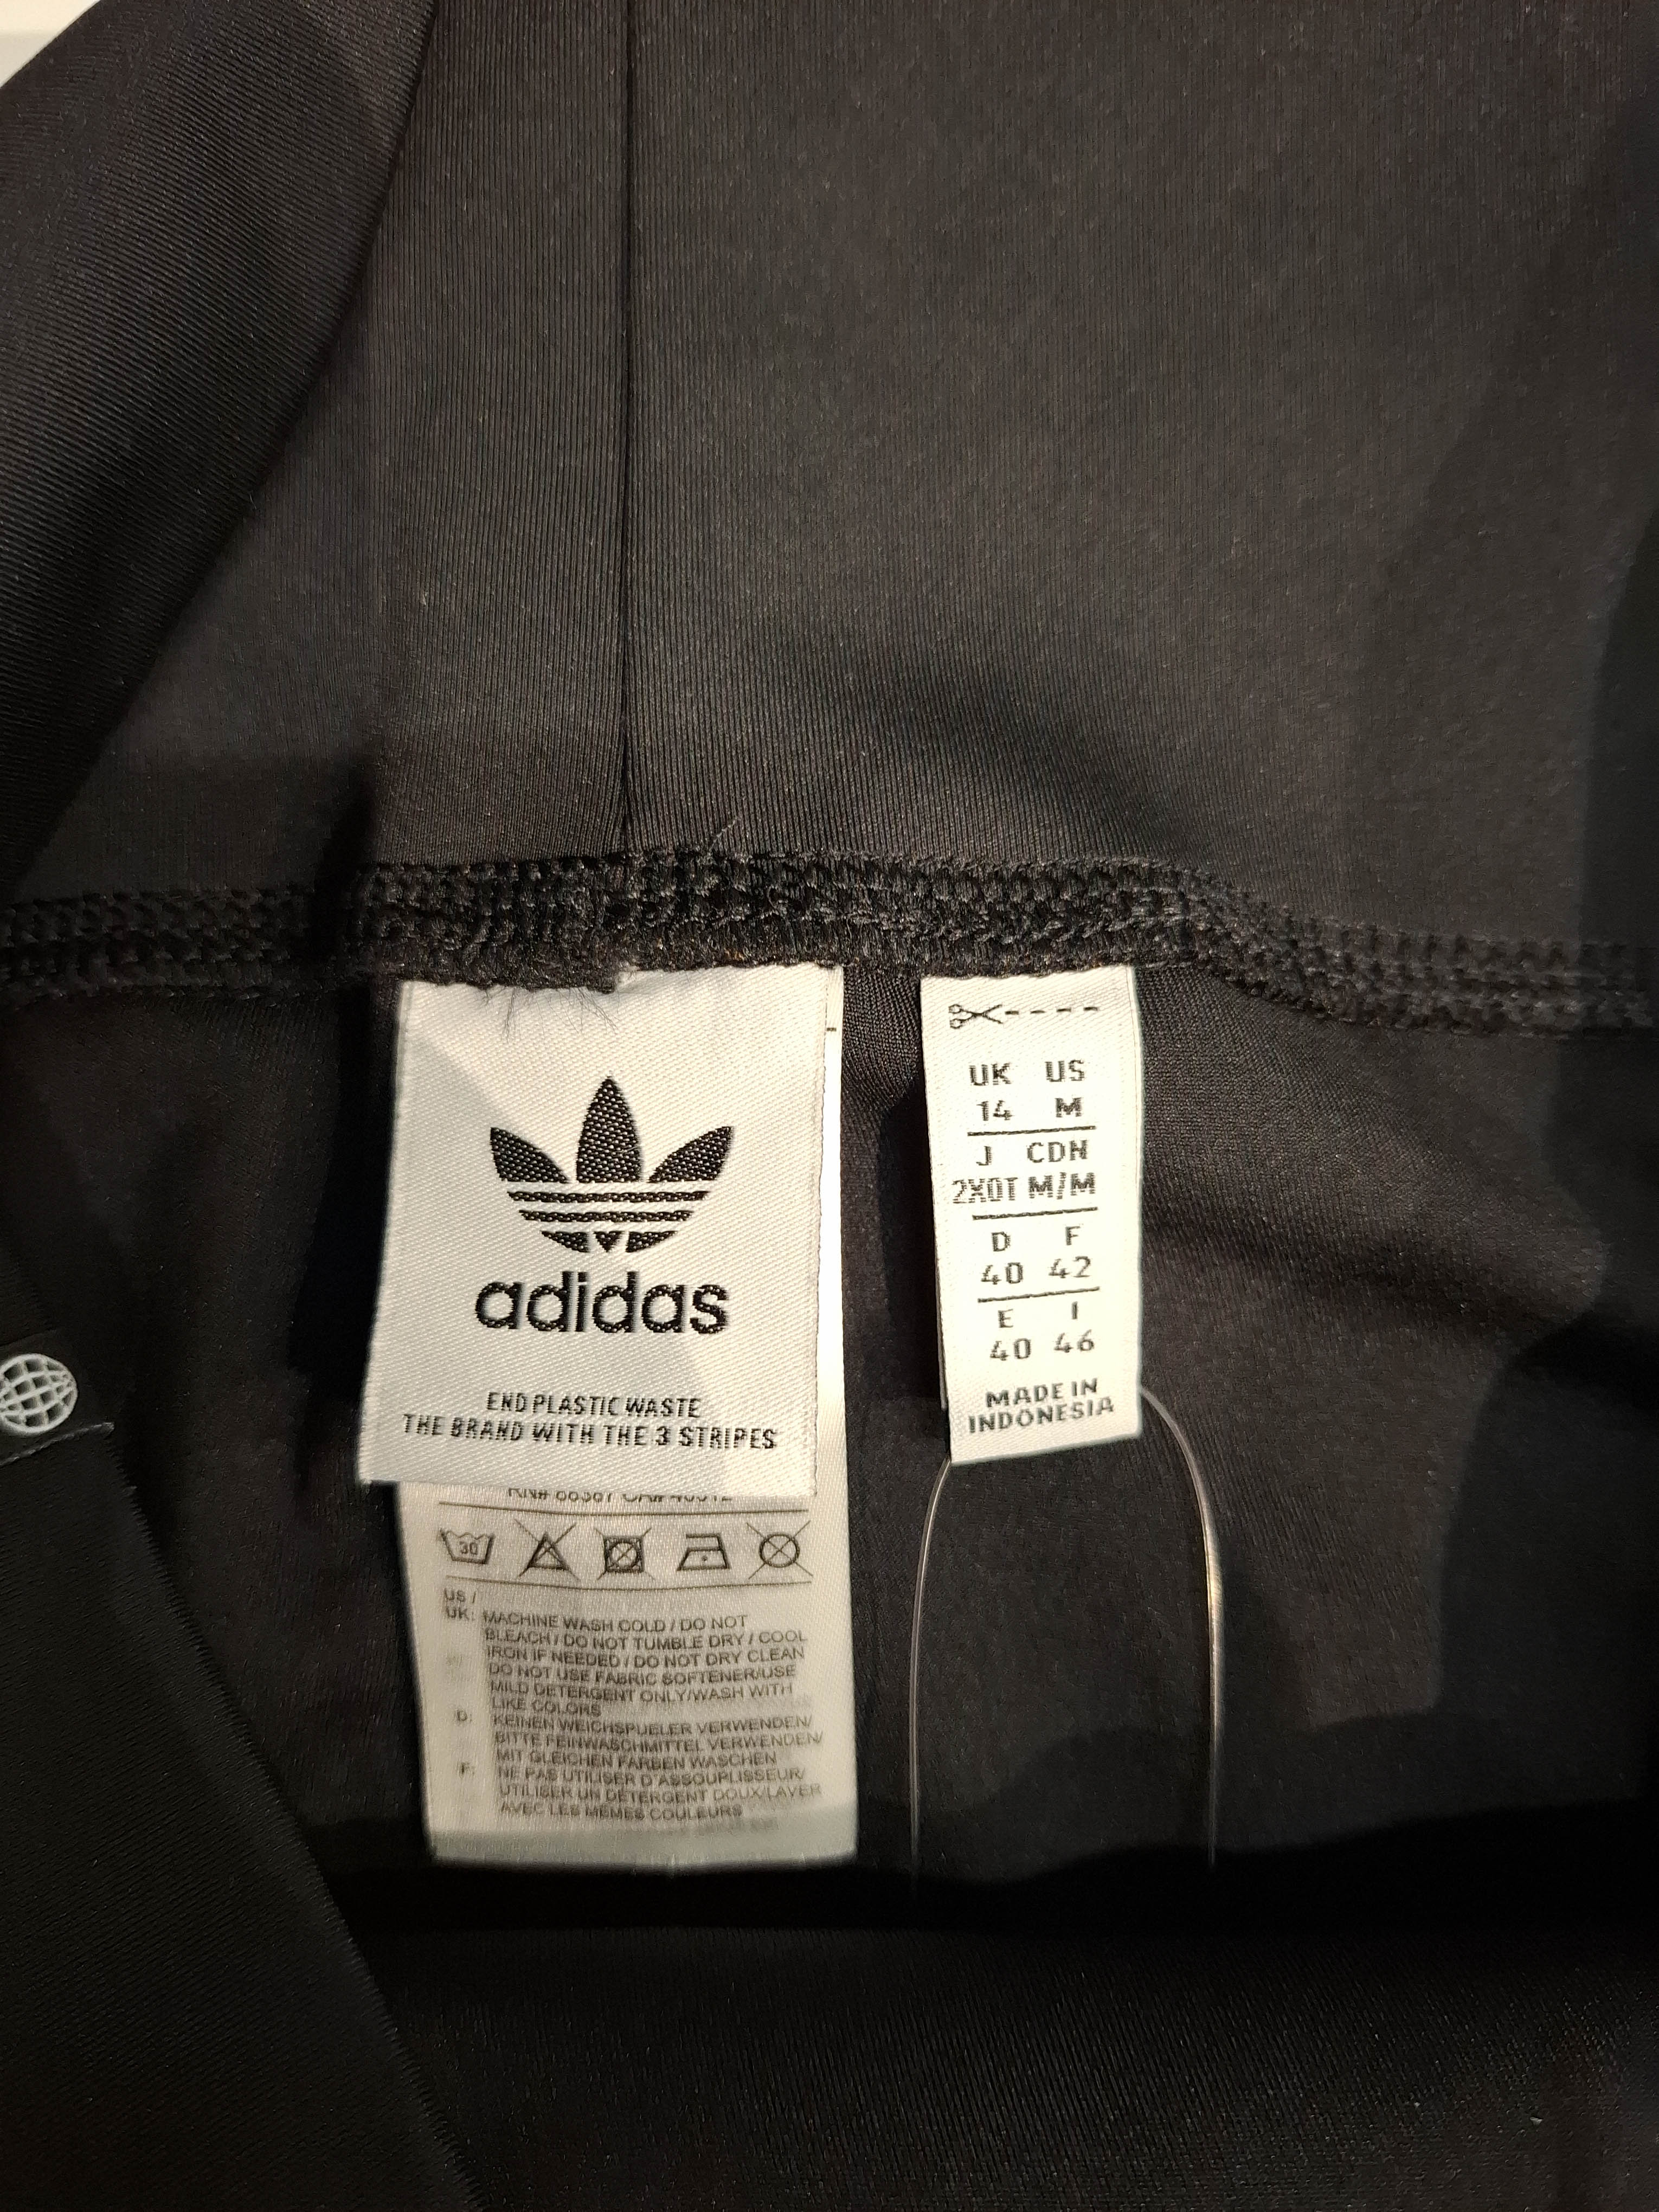 adidas
END PLASTIC WASTE
THE BRAND WITH THE 3 STRIPES
30
US /
UK: MACHINE WASH COLD / DO NOT
BLEACH / DO NOT TUMBLE DRY / COOL
IRON IF NEEDED / DO NOT DRY CLEAN
DO NOT USE FABRIC SOFTENER/USE
MILD DETERGENT ONLY/WASH WITH
LIKE COLORS
D: KEINEN WEICHSPUELER VERWENDEN/
BITTE FEINWASCHMITTEL VERWENDEN/
MIT GLEICHEN FARBEN WASCHEN
F: NE PAS UTILISER D'ASSOUPLISSEUR/
UTILISER UN DETERGENT DOUX/LAVER
AVEC LES MEMES COULEURS
UK US
14 M
J CDN
2XOT M/M
D F
40 42
E I
40 46
MADE IN
INDONESIA